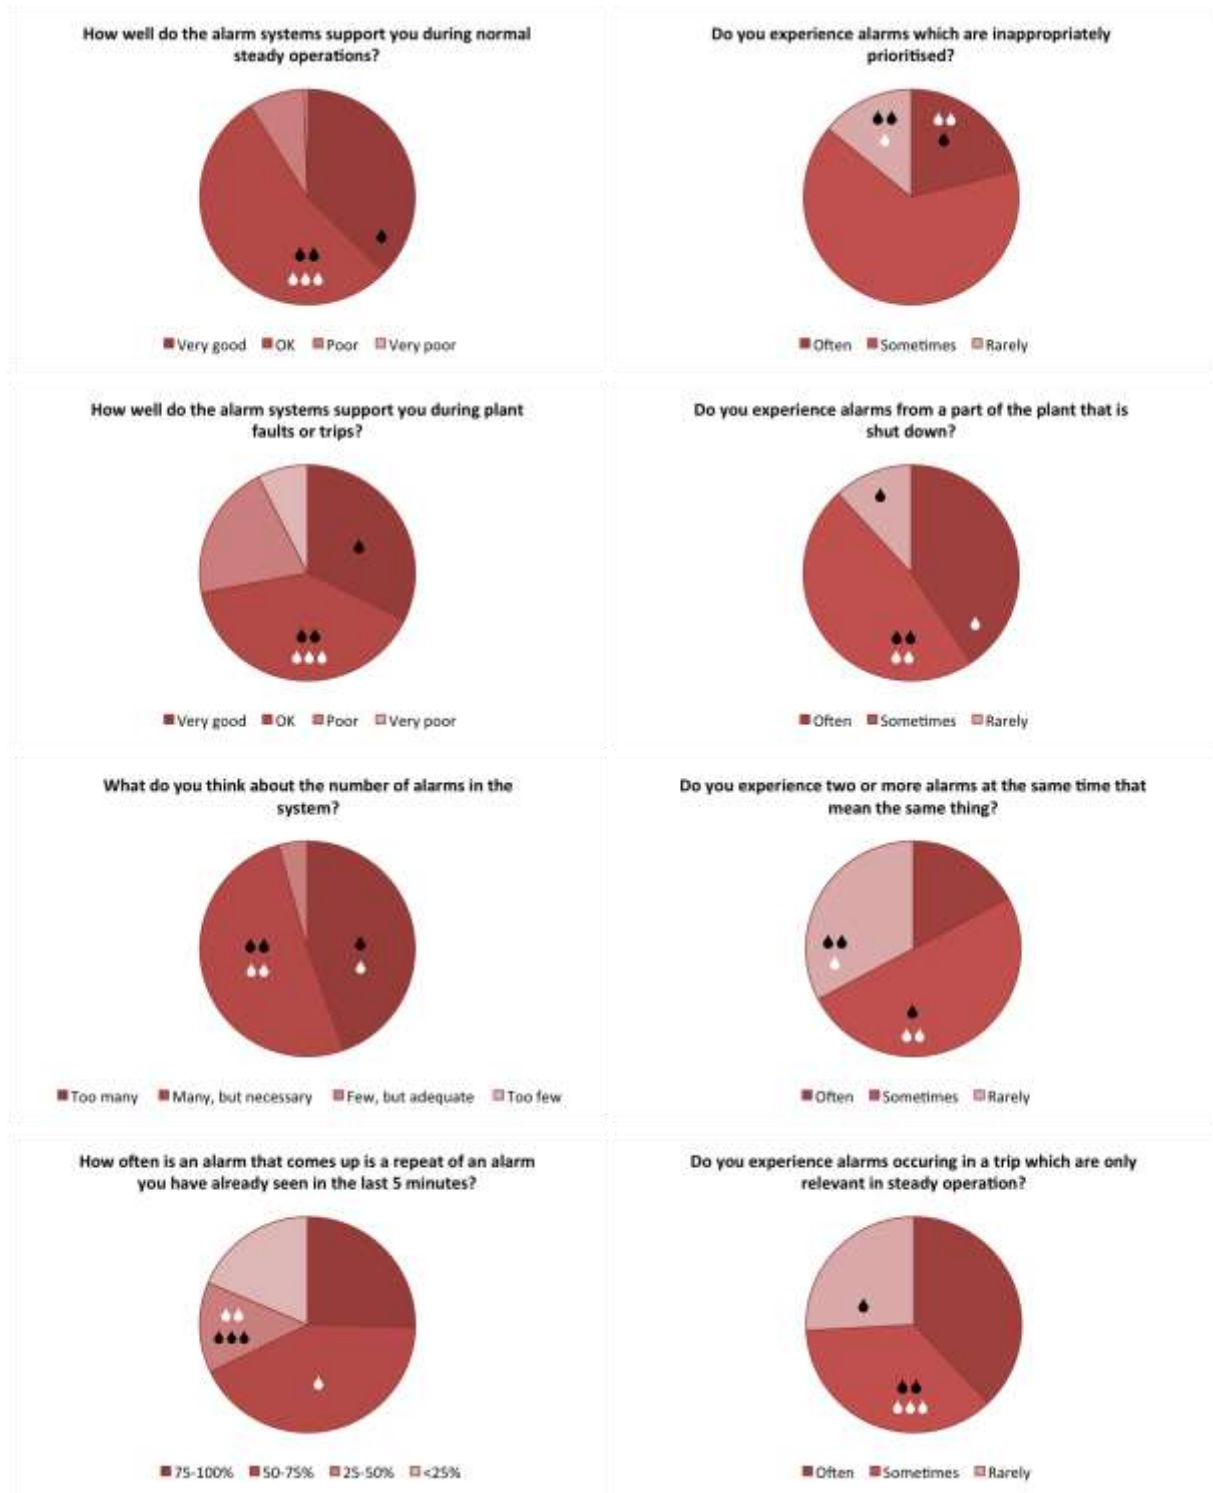 How well do the alarm systems support you during normal
steady operations?
Very good OK Poor Very poor
Do you experience alarms which are inappropriately
prioritised?
Often Sometimes Rarely
How well do the alarm systems support you during plant
faults or trips?
Very good OK Poor Very poor
Do you experience alarms from a part of the plant that is
shut down?
Often Sometimes Rarely
What do you think about the number of alarms in the
system?
Too many Many, but necessary Few, but adequate Too few
Do you experience two or more alarms at the same time that
mean the same thing?
Often Sometimes Rarely
How often is an alarm that comes up is a repeat of an alarm
you have already seen in the last 5 minutes?
75-100% 50-75% 25-50% <25%
Do you experience alarms occuring in a trip which are only
relevant in steady operation?
Often Sometimes Rarely